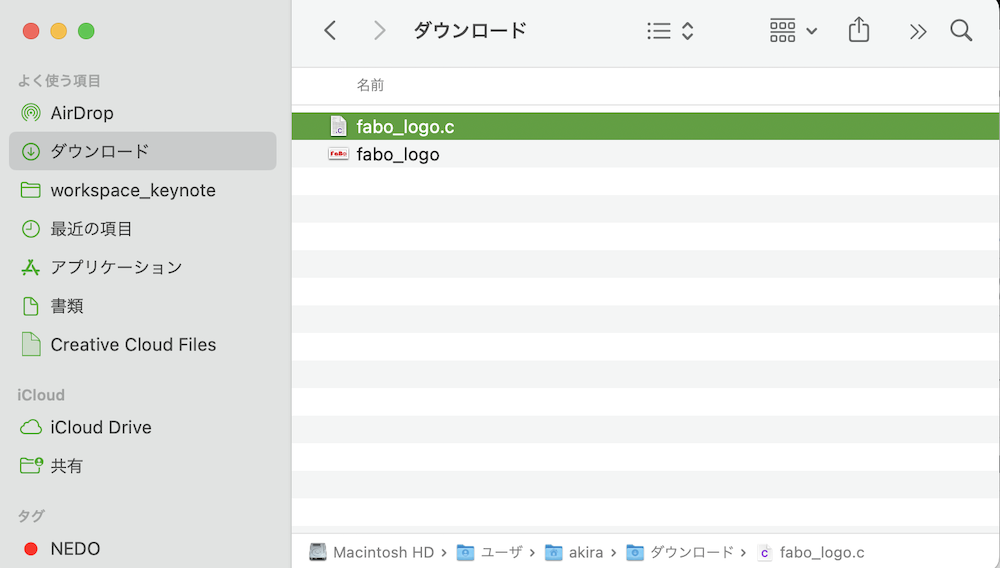 ダウンロード
よく使う項目
AirDrop
ダウンロード
workspace_keynote
最近の項目
アプリケーション
書類
Creative Cloud Files
iCloud
iCloud Drive
共有
タグ
NEDO
名前
.c fabo_logo.c
FaBo fabo_logo
Macintosh HD › ユーザ › akira › ダウンロード › c fabo_logo.c